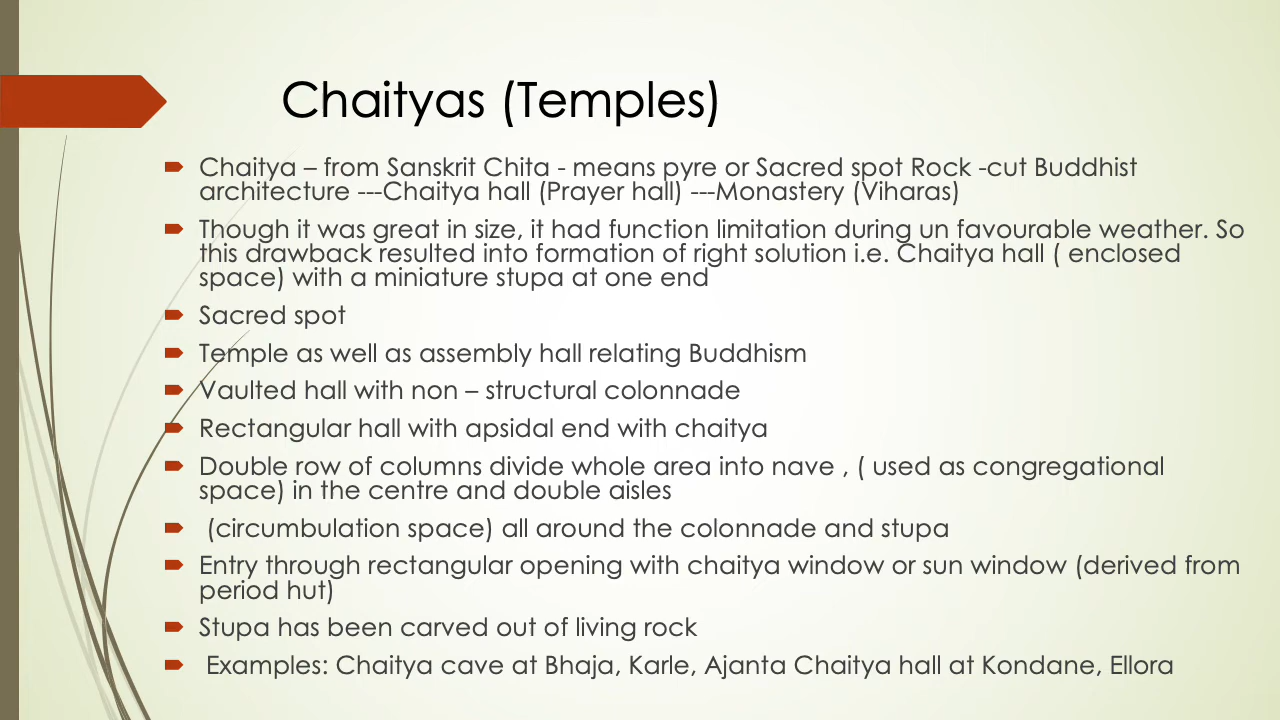 Chaityas (Temples)
Chaitya – from Sanskrit Chita - means pyre or Sacred spot Rock -cut Buddhist
architecture ---Chaitya hall (Prayer hall) ---Monastery (Viharas)
Though it was great in size, it had function limitation during un favourable weather. So
this drawback resulted into formation of right solution i.e. Chaitya hall ( enclosed
space) with a miniature stupa at one end
Sacred spot
Temple as well as assembly hall relating Buddhism
Vaulted hall with non – structural colonnade
Rectangular hall with apsidal end with chaitya
Double row of columns divide whole area into nave , ( used as congregational
space) in the centre and double aisles
(circumbulation space) all around the colonnade and stupa
Entry through rectangular opening with chaitya window or sun window (derived from
period hut)
Stupa has been carved out of living rock
Examples: Chaitya cave at Bhaja, Karle, Ajanta Chaitya hall at Kondane, Ellora